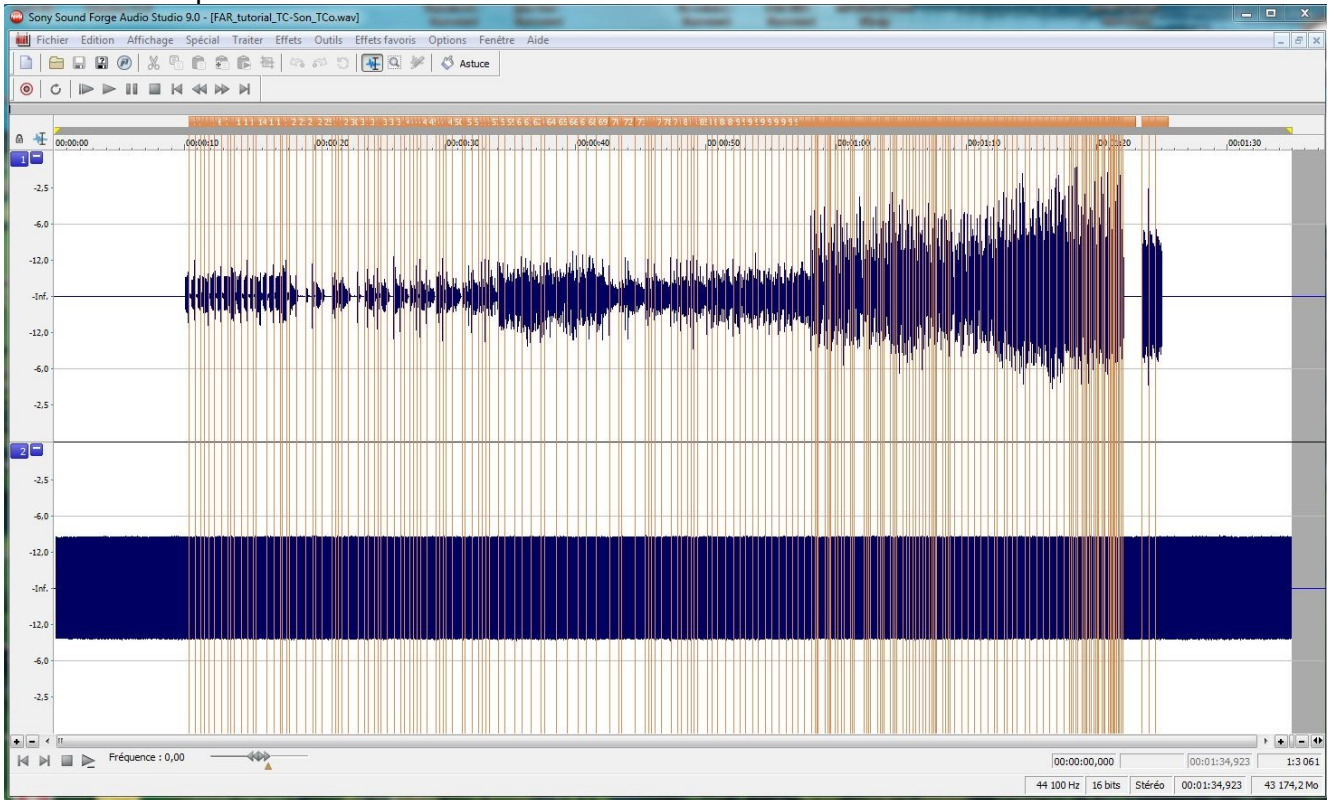 Sony Sound Forge Audio Studio 9.0 - [FAR_tutorial_TC-Son_TCo.wav]
Fichier Edition Affichage Spécial Traiter Effets Outils Effets favoris Options Fenêtre Aide
Astuce
00:00:00 00:00:10 00:00:20 00:00:30 00:00:40 00:00:50 00:01:00 00:01:10 00:01:20 00:01:30
1
-2,5
-6,0
-12,0
-Inf.
-12,0
-6,0
-2,5
2
-2,5
-6,0
-12,0
-Inf.
-12,0
-6,0
-2,5
Fréquence : 0,00
00:00:00,000 00:01:34,923 1:3 061
44 100 Hz 16 bits Stéréo 00:01:34,923 43 174,2 Mo